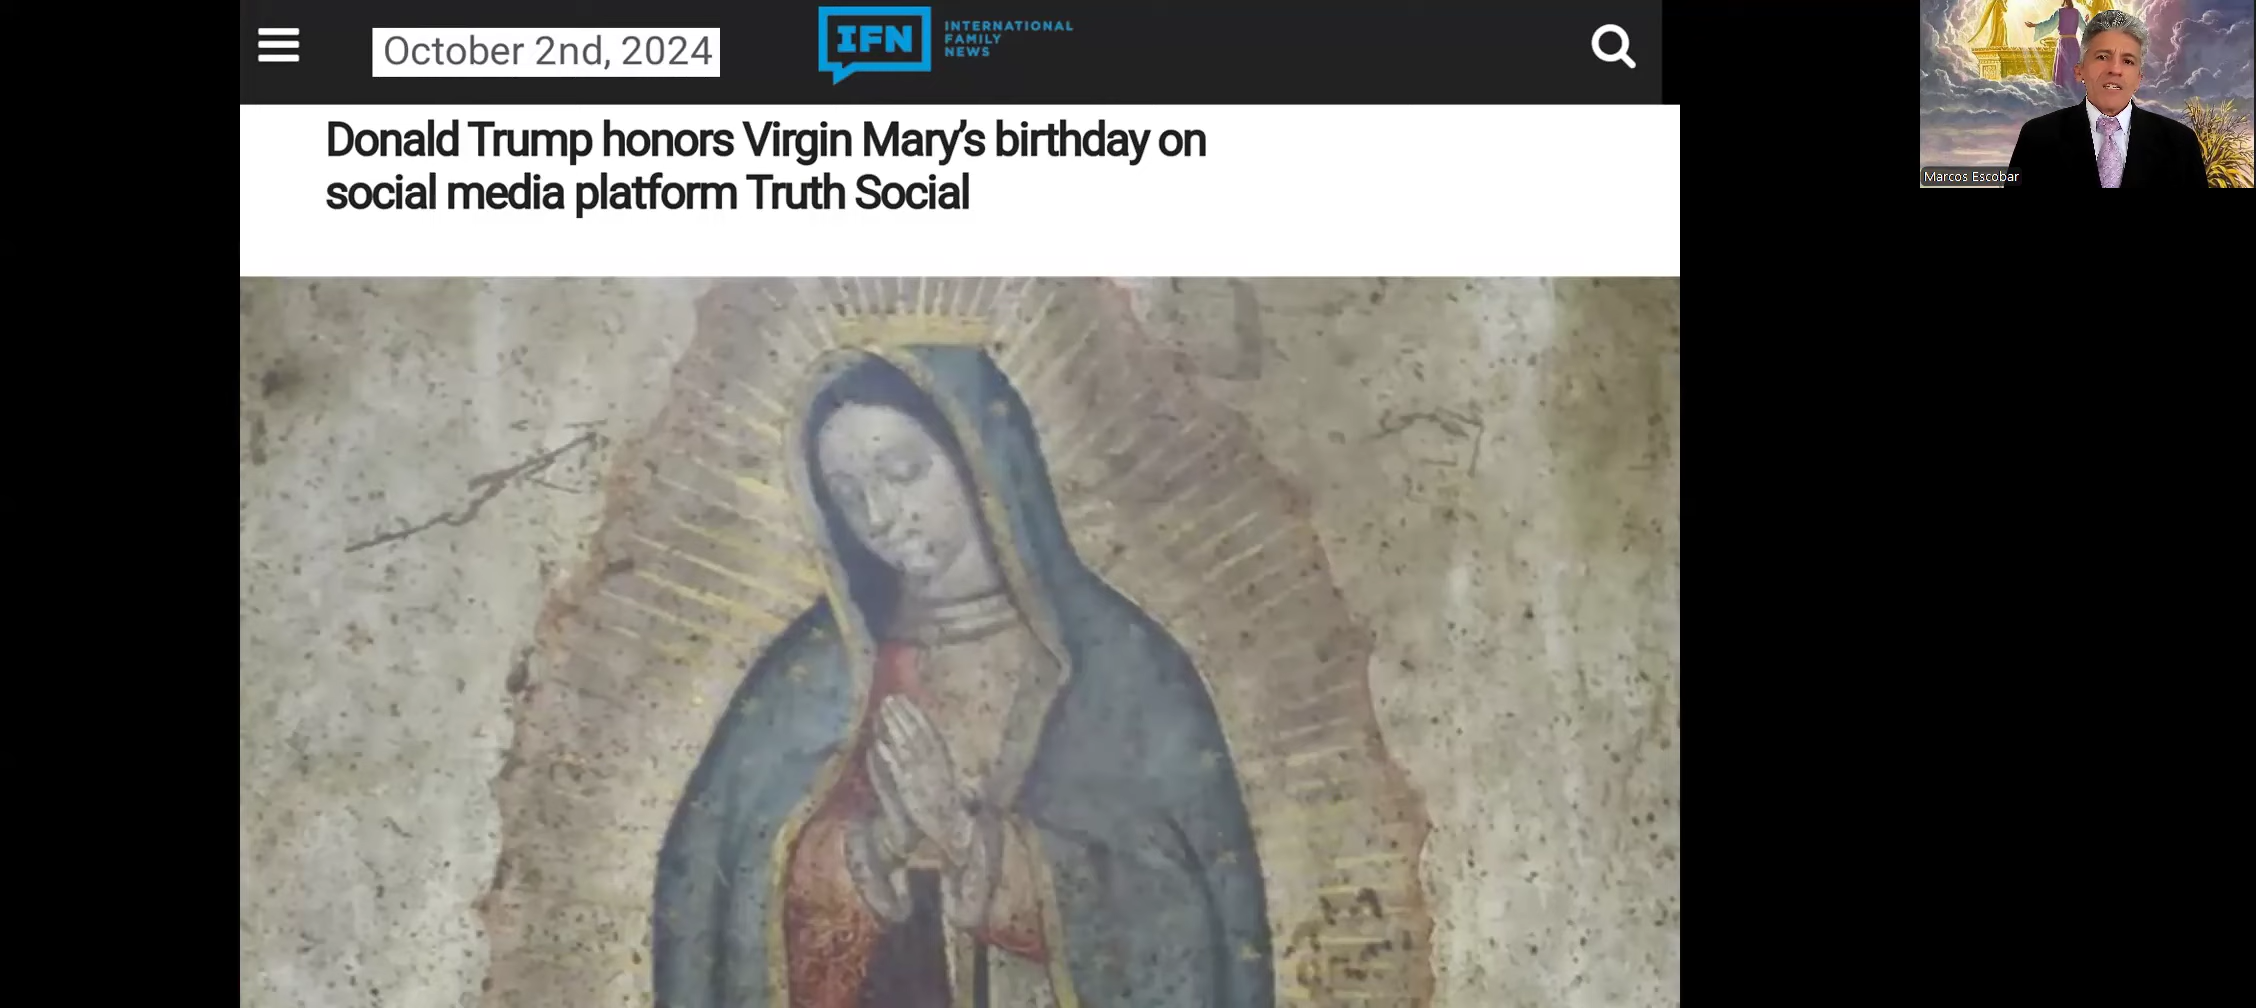 October 2nd, 2024
IFN
INTERNATIONAL
FAMILY
NEWS
Donald Trump honors Virgin Mary's birthday on
social media platform Truth Social
Marcos Escobar